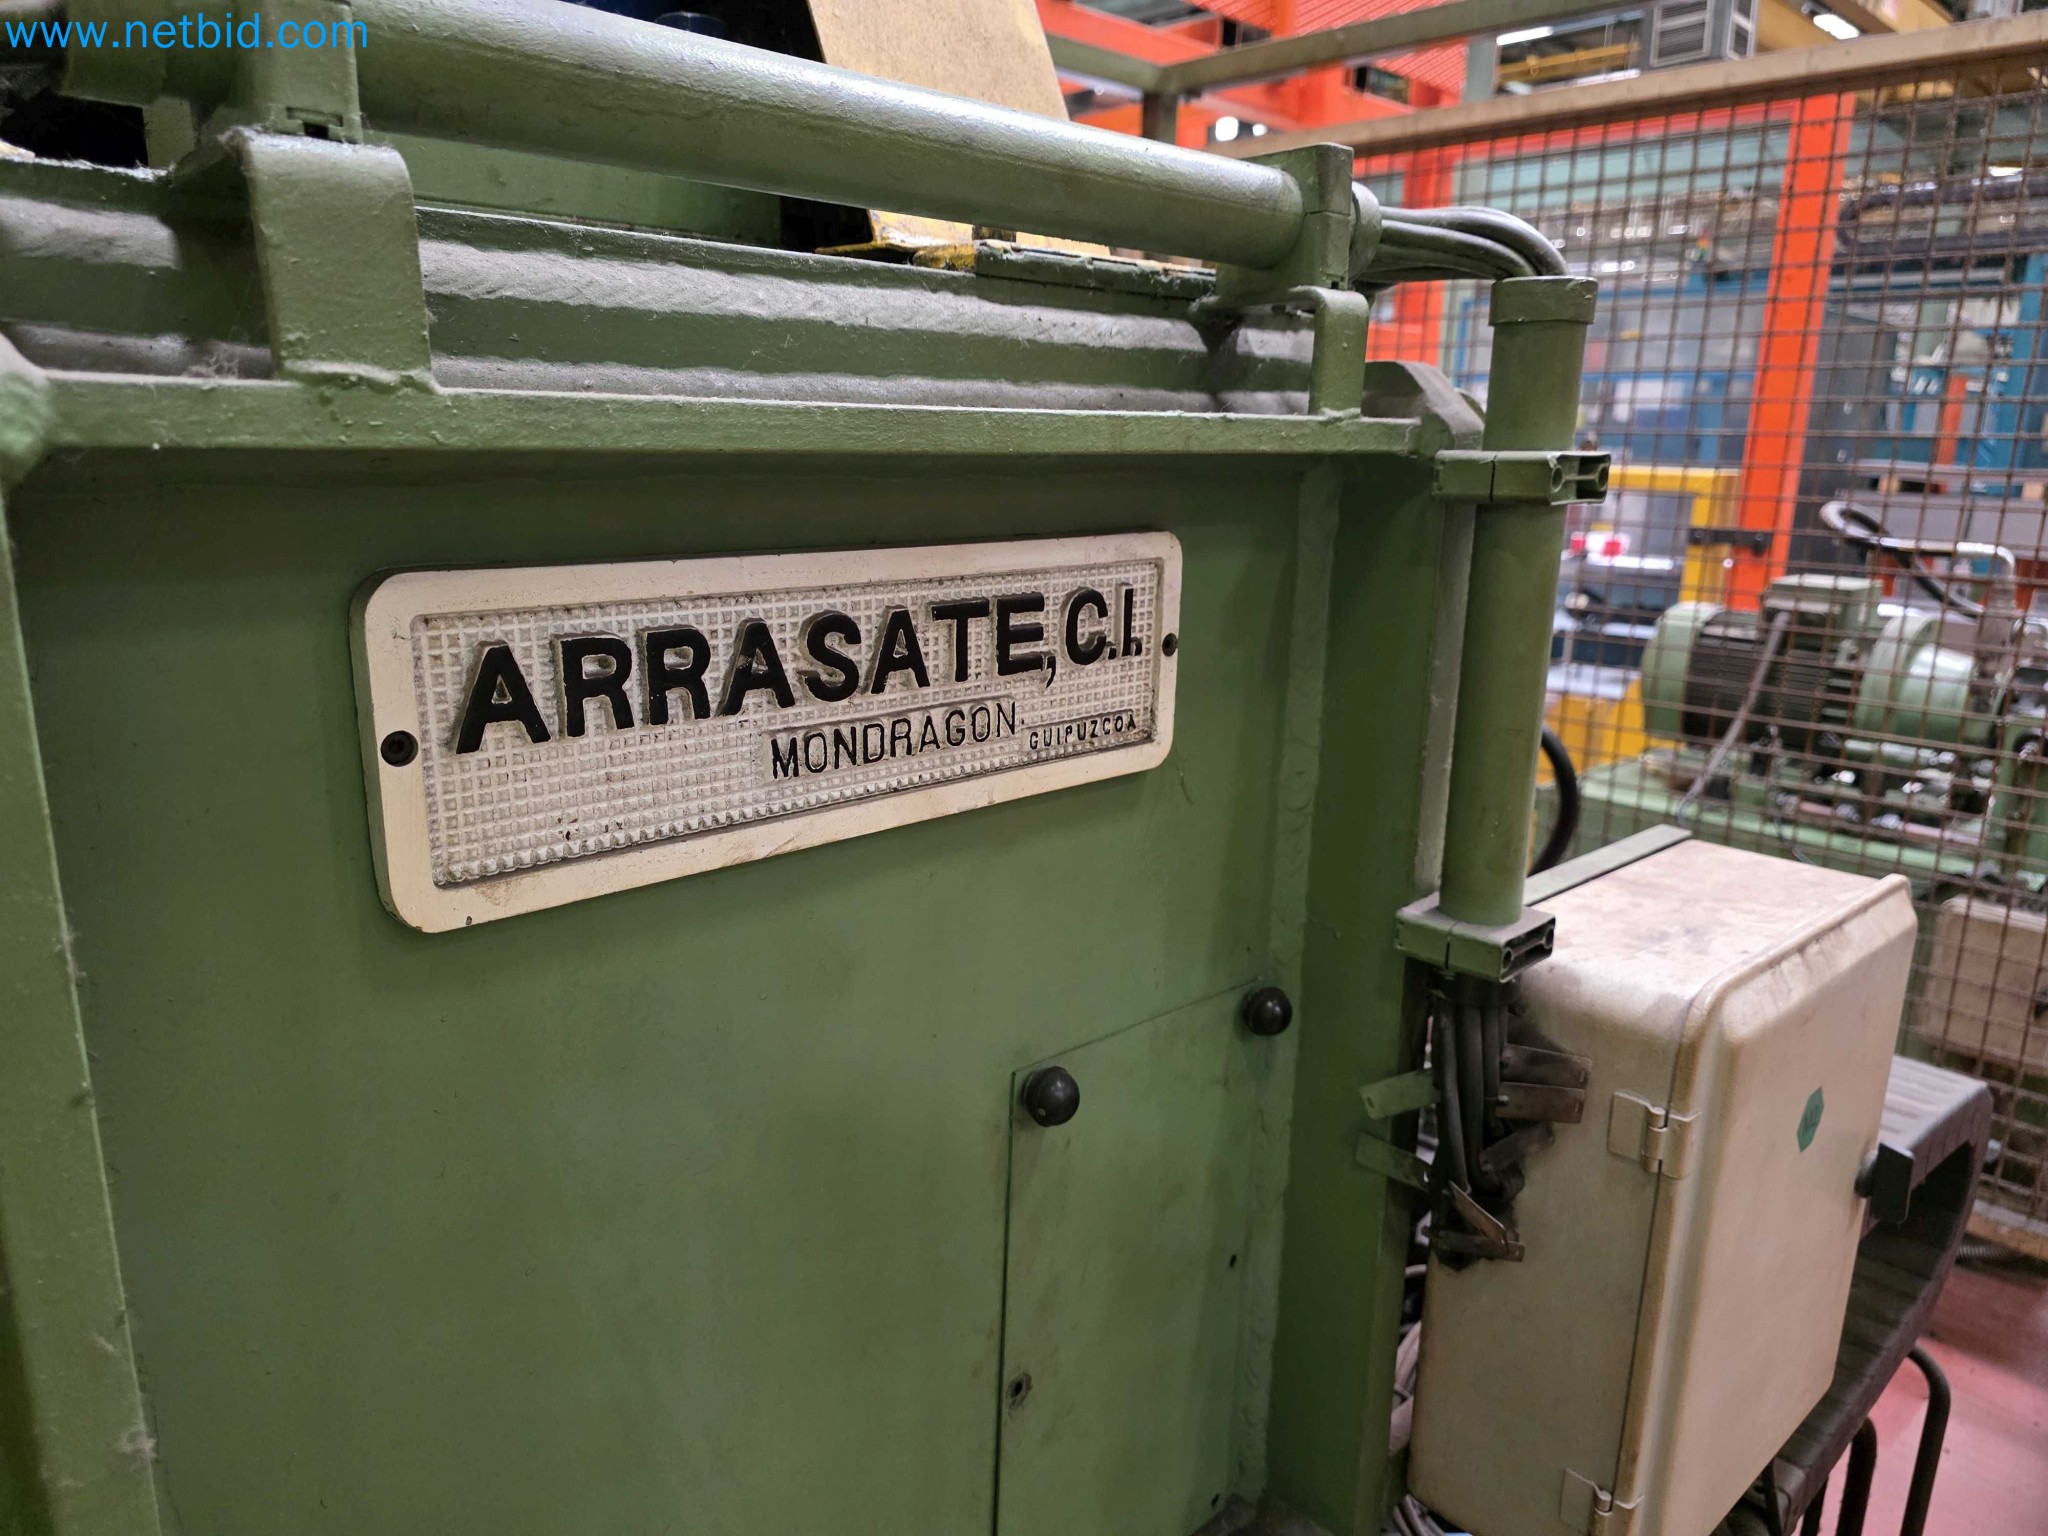 www.netbid.com
ARRASATE, C.I.
MONDRAGON. GUIPUZCOA